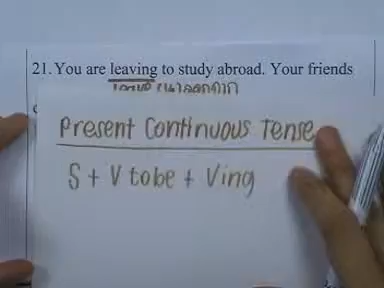 21. You are leaving to study abroad. Your friends
Present Continuous Tense
S + V tobe + Ving